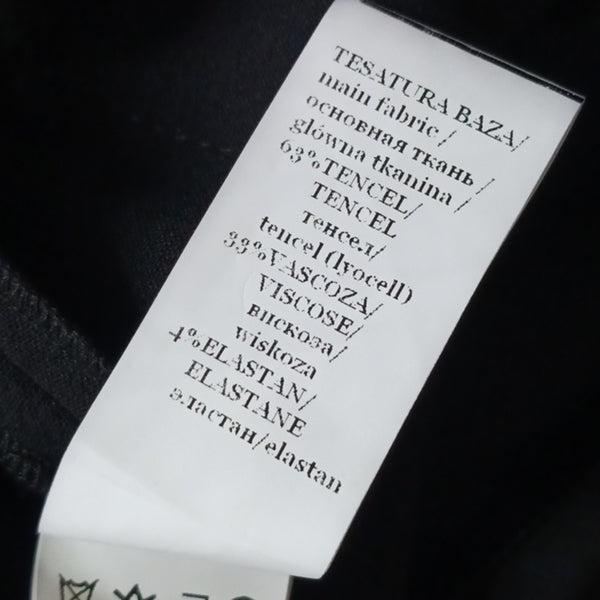 TESATURA BAZA/
main fabric /
основная ткань /
główna tkanina /
63%TENCEL/
TENCEL
тенсел/
tencel (lyocell)
33%VASCOZA/
VISCOSE/
вискоза/
wiskoza
4%ELASTAN/
ELASTANE
эластан/elastan